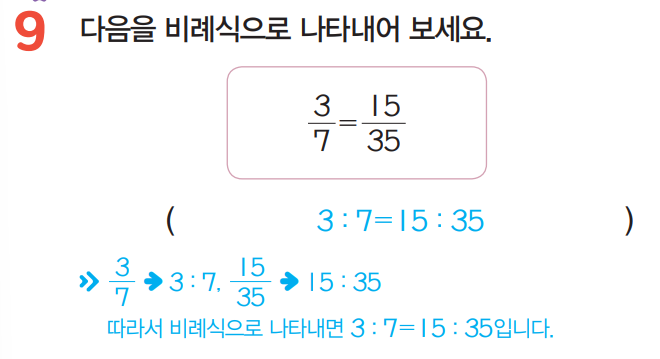 9 다음을 비례식으로 나타내어 보세요.
3/7 = 15/35
( 3 : 7=15 : 35 )
3/7 → 3 : 7, 15/35 → 15 : 35
따라서 비례식으로 나타내면 3 : 7=15 : 35입니다.